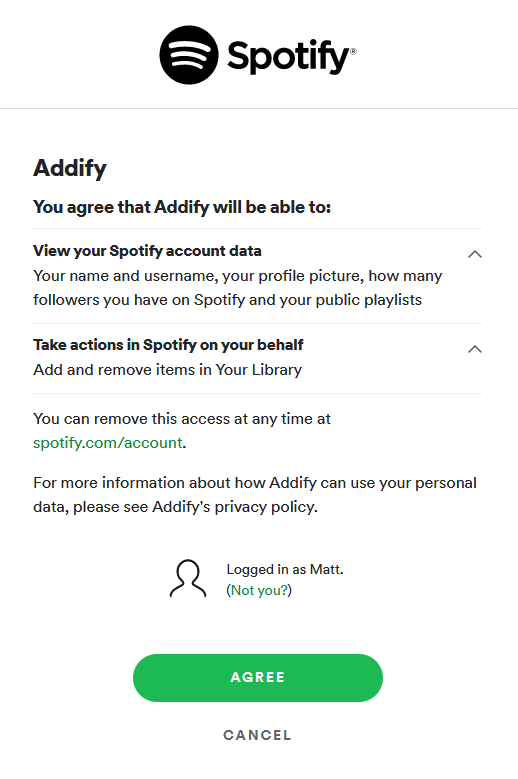 Spotify®
Addify
You agree that Addify will be able to:
View your Spotify account data
Your name and username, your profile picture, how many
followers you have on Spotify and your public playlists
Take actions in Spotify on your behalf
Add and remove items in Your Library
You can remove this access at any time at
spotify.com/account.
For more information about how Addify can use your personal
data, please see Addify's privacy policy.
Logged in as Matt.
(Not you?)
AGREE
CANCEL